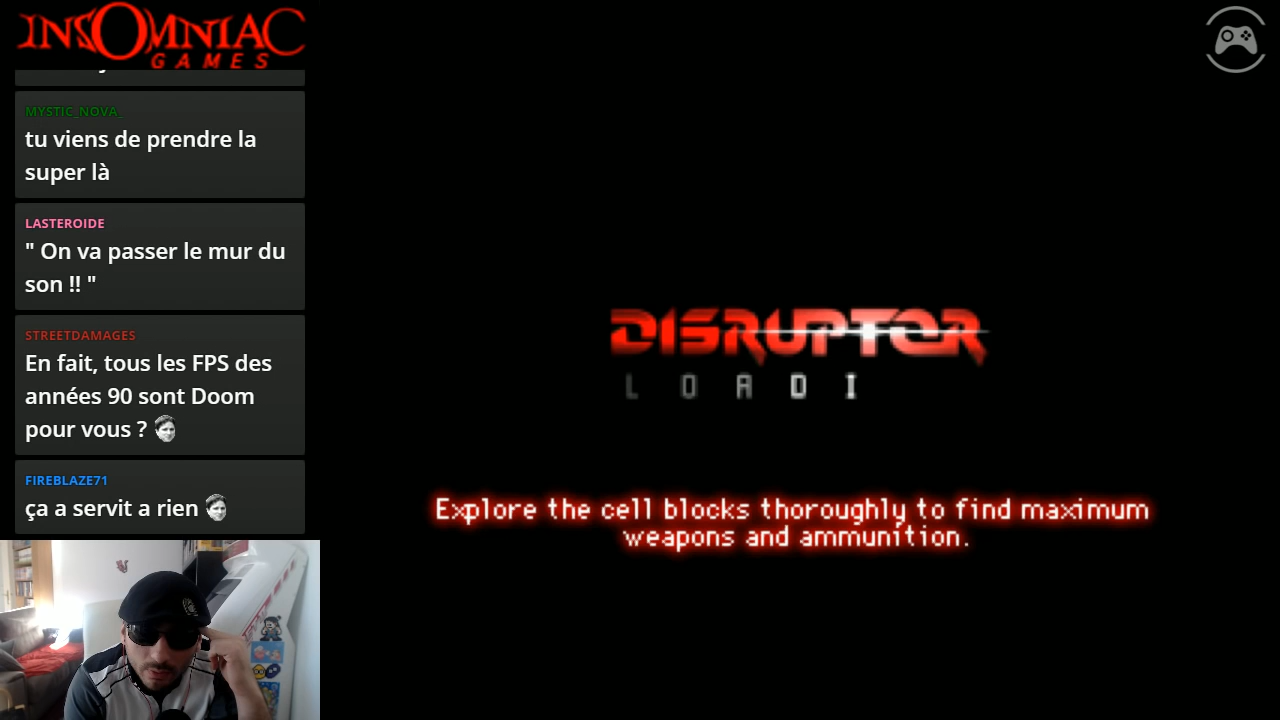 INSOMNIAC
GAMES
MYSTIC_NOVA_
tu viens de prendre la
super là
LASTEROIDE
" On va passer le mur du
son !! "
STREETDAMAGES
En fait, tous les FPS des
années 90 sont Doom
pour vous ?
FIREBLAZE71
ça a servit a rien
DISRUPTOR
LOADI
Explore the cell blocks thoroughly to find maximum
weapons and ammunition.